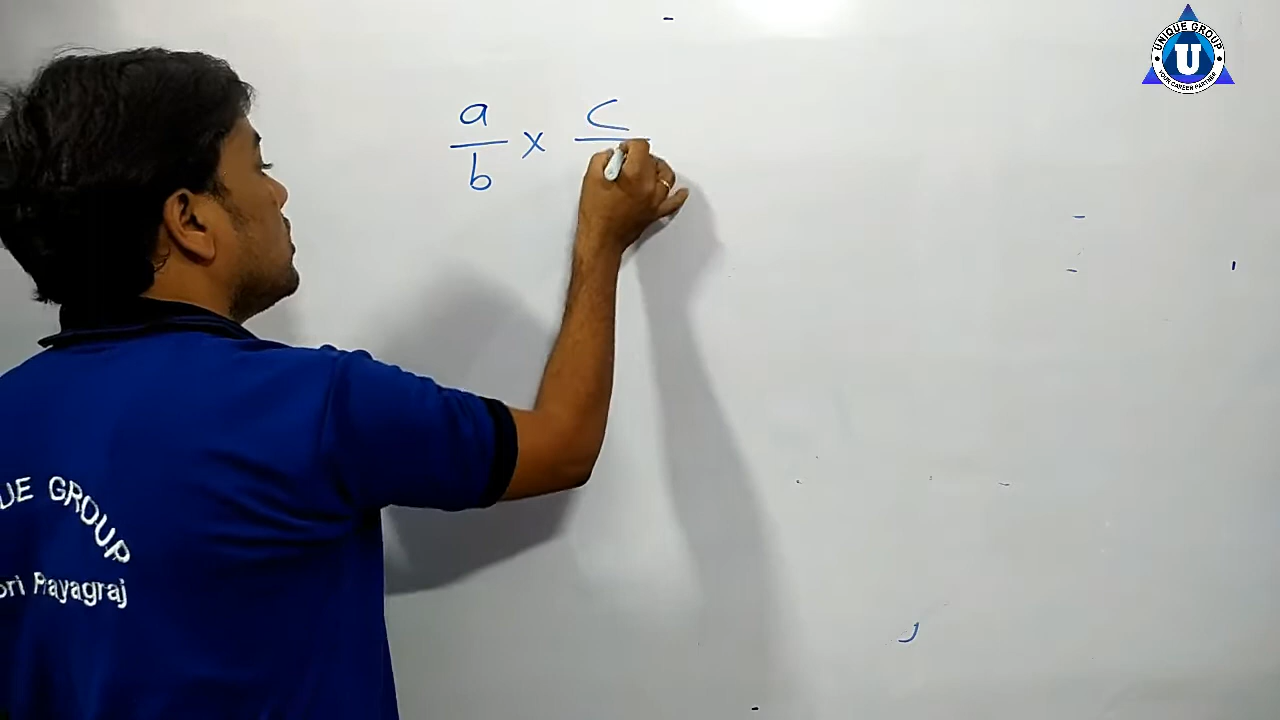 UNIQUE GROUP
U
YOUR CAREER PARTNER
a/b × c/
UE GROUP
ori Prayagraj